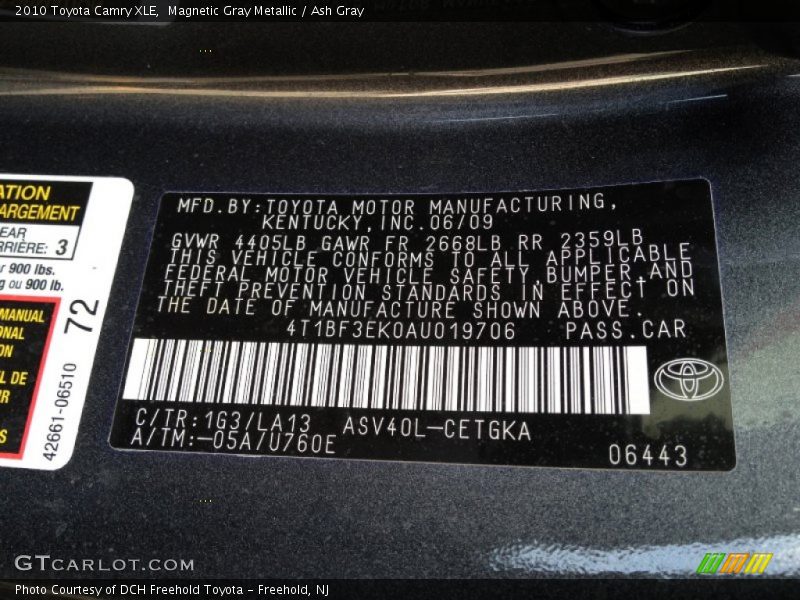 2010 Toyota Camry XLE,  Magnetic Gray Metallic / Ash Gray
ATION
ARGEMENT
EAR
RRIÈRE: 3
r 900 lbs.
g ou 900 lb.
MANUAL
ONAL
ON
L DE
UR
S
72
42661-06510
MFD.BY:TOYOTA MOTOR MANUFACTURING,
KENTUCKY,INC.06/09
GVWR 4405LB GAWR FR 2668LB RR 2359LB
THIS VEHICLE CONFORMS TO ALL APPLICABLE
FEDERAL MOTOR VEHICLE SAFETY,BUMPER,AND
THEFT PREVENTION STANDARDS IN EFFECT ON
THE DATE OF MANUFACTURE SHOWN ABOVE.
4T1BF3EK0AU019706 PASS.CAR
C/TR:1G3/LA13 ASV40L-CETGKA
A/TM:-05A/U760E
06443
GTCARLOT.COM
Photo Courtesy of DCH Freehold Toyota – Freehold, NJ